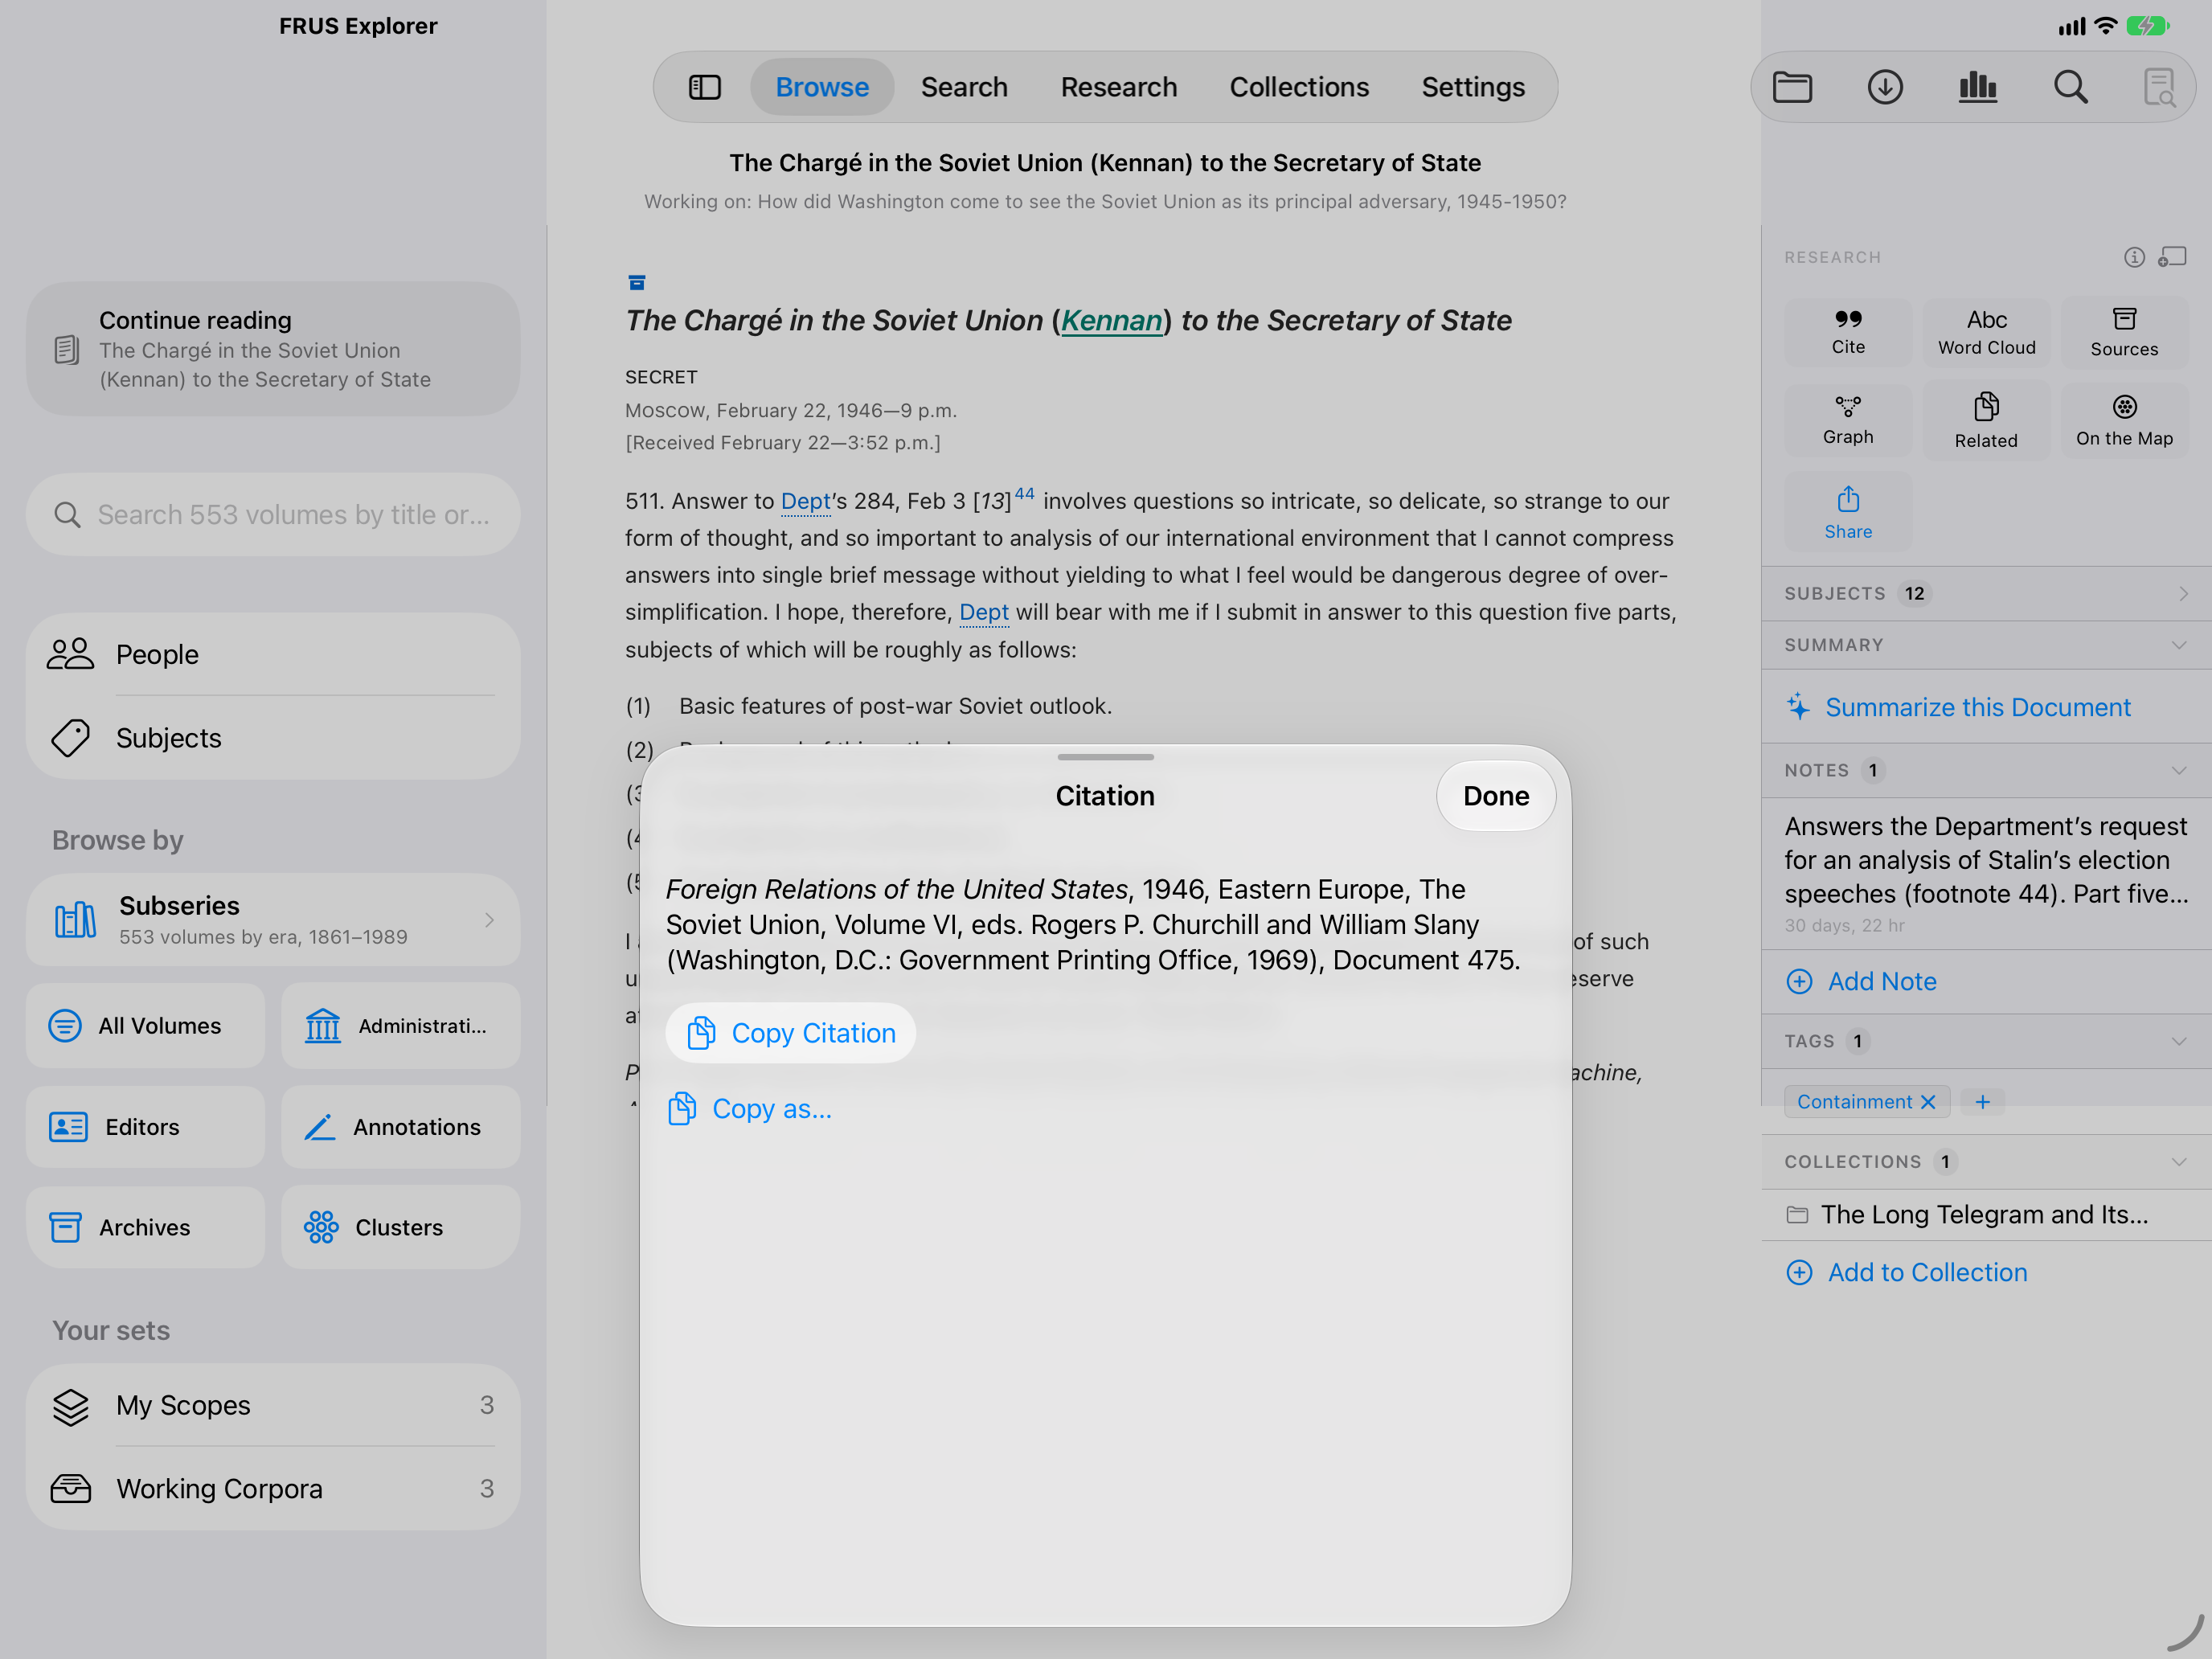 FRUS Explorer
Browse
Search
Research
Collections
Settings
The Chargé in the Soviet Union (Kennan) to the Secretary of State
Working on: How did Washington come to see the Soviet Union as its principal adversary, 1945-1950?
Continue reading
The Chargé in the Soviet Union
(Kennan) to the Secretary of State
Search 553 volumes by title or...
People
Subjects
Browse by
Subseries
553 volumes by era, 1861–1989
All Volumes
Administrati...
Editors
Annotations
Archives
Clusters
Your sets
My Scopes 3
Working Corpora 3
The Chargé in the Soviet Union (Kennan) to the Secretary of State
SECRET
Moscow, February 22, 1946—9 p.m.
[Received February 22—3:52 p.m.]
511. Answer to Dept's 284, Feb 3 [13]44 involves questions so intricate, so delicate, so strange to our
form of thought, and so important to analysis of our international environment that I cannot compress
answers into single brief message without yielding to what I feel would be dangerous degree of over-
simplification. I hope, therefore, Dept will bear with me if I submit in answer to this question five parts,
subjects of which will be roughly as follows:
(1) Basic features of post-war Soviet outlook.
(2)
of such
eserve
achine,
Citation
Done
Foreign Relations of the United States, 1946, Eastern Europe, The
Soviet Union, Volume VI, eds. Rogers P. Churchill and William Slany
(Washington, D.C.: Government Printing Office, 1969), Document 475.
Copy Citation
Copy as...
RESEARCH
Cite
Abc
Word Cloud
Sources
Graph
Related
On the Map
Share
SUBJECTS 12
SUMMARY
Summarize this Document
NOTES 1
Answers the Department's request
for an analysis of Stalin's election
speeches (footnote 44). Part five...
30 days, 22 hr
Add Note
TAGS 1
Containment
COLLECTIONS 1
The Long Telegram and Its...
Add to Collection